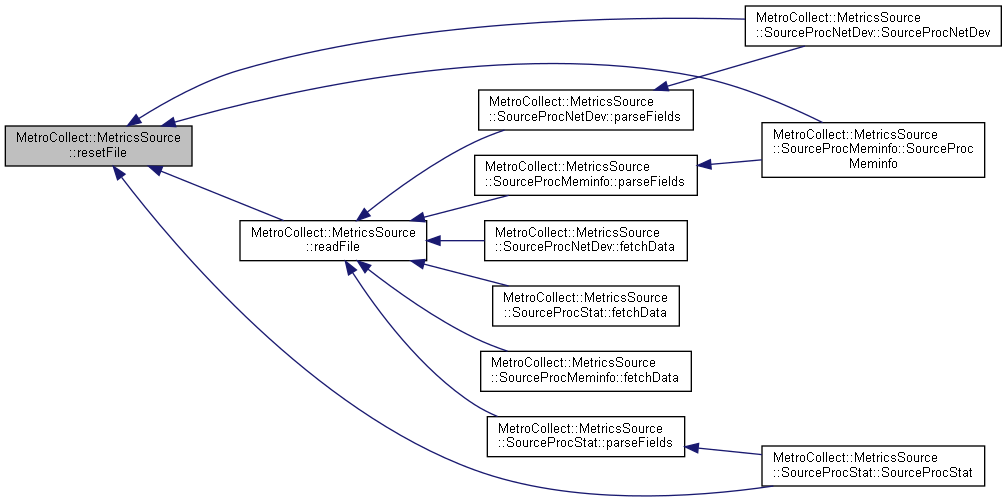 MetroCollect::MetricsSource
::resetFile
MetroCollect::MetricsSource
::readFile
MetroCollect::MetricsSource
::SourceProcNetDev::parseFields
MetroCollect::MetricsSource
::SourceProcMeminfo::parseFields
MetroCollect::MetricsSource
::SourceProcNetDev::fetchData
MetroCollect::MetricsSource
::SourceProcStat::fetchData
MetroCollect::MetricsSource
::SourceProcMeminfo::fetchData
MetroCollect::MetricsSource
::SourceProcStat::parseFields
MetroCollect::MetricsSource
::SourceProcNetDev::SourceProcNetDev
MetroCollect::MetricsSource
::SourceProcMeminfo::SourceProc
Meminfo
MetroCollect::MetricsSource
::SourceProcStat::SourceProcStat